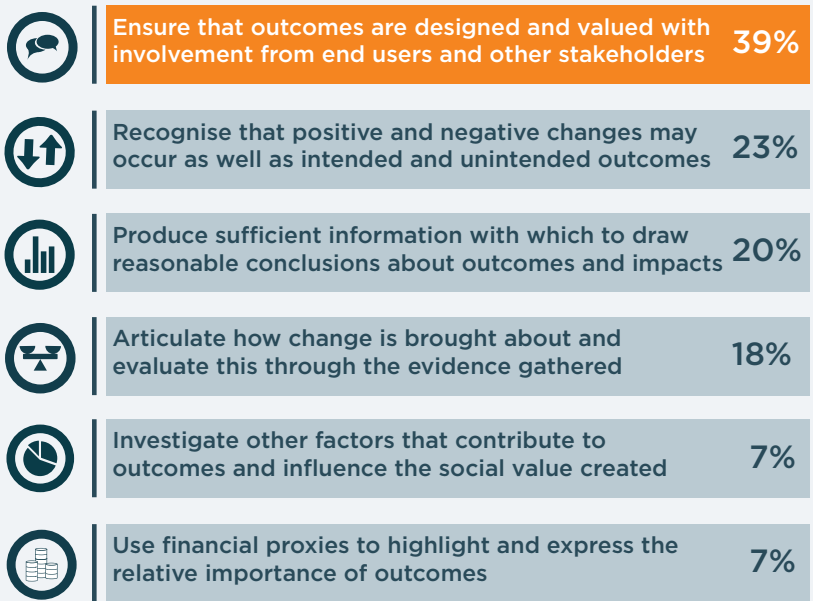 Ensure that outcomes are designed and valued with
involvement from end users and other stakeholders
39%
Recognise that positive and negative changes may
occur as well as intended and unintended outcomes
23%
Produce sufficient information with which to draw
reasonable conclusions about outcomes and impacts
20%
Articulate how change is brought about and
evaluate this through the evidence gathered
18%
Investigate other factors that contribute to
outcomes and influence the social value created
7%
Use financial proxies to highlight and express the
relative importance of outcomes
7%